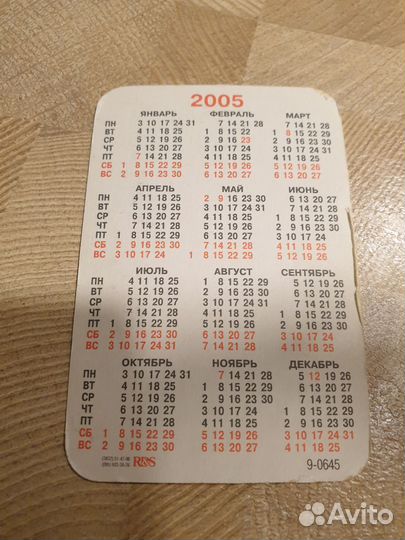 2005
ЯНВАРЬ ФЕВРАЛЬ МАРТ
ПН 3 10 17 24 31 7 14 21 28 7 14 21 28
ВТ 4 11 18 25 1 8 15 22 1 8 15 22 29
СР 5 12 19 26 2 9 16 23 2 9 16 23 30
ЧТ 6 13 20 27 3 10 17 24 3 10 17 24 31
ПТ 7 14 21 28 4 11 18 25 4 11 18 25
СБ 1 8 15 22 29 5 12 19 26 5 12 19 26
ВС 2 9 16 23 30 6 13 20 27 6 13 20 27
АПРЕЛЬ МАЙ ИЮНЬ
ПН 4 11 18 25 2 9 16 23 30 6 13 20 27
ВТ 5 12 19 26 3 10 17 24 31 7 14 21 28
СР 6 13 20 27 4 11 18 25 1 8 15 22 29
ЧТ 7 14 21 28 5 12 19 26 2 9 16 23 30
ПТ 1 8 15 22 29 6 13 20 27 3 10 17 24
СБ 2 9 16 23 30 7 14 21 28 4 11 18 25
ВС 3 10 17 24 1 8 15 22 29 5 12 19 26
ИЮЛЬ АВГУСТ СЕНТЯБРЬ
ПН 4 11 18 25 1 8 15 22 29 5 12 19 26
ВТ 5 12 19 26 2 9 16 23 30 6 13 20 27
СР 6 13 20 27 3 10 17 24 31 7 14 21 28
ЧТ 7 14 21 28 4 11 18 25 1 8 15 22 29
ПТ 1 8 15 22 29 5 12 19 26 2 9 16 23 30
СБ 2 9 16 23 30 6 13 20 27 3 10 17 24
ВС 3 10 17 24 31 7 14 21 28 4 11 18 25
ОКТЯБРЬ НОЯБРЬ ДЕКАБРЬ
ПН 3 10 17 24 31 7 14 21 28 5 12 19 26
ВТ 4 11 18 25 1 8 15 22 29 6 13 20 27
СР 5 12 19 26 2 9 16 23 30 7 14 21 28
ЧТ 6 13 20 27 3 10 17 24 1 8 15 22 29
ПТ 7 14 21 28 4 11 18 25 2 9 16 23 30
СБ 1 8 15 22 29 5 12 19 26 3 10 17 24 31
ВС 2 9 16 23 30 6 13 20 27 4 11 18 25
R&S 9-0645
Avito